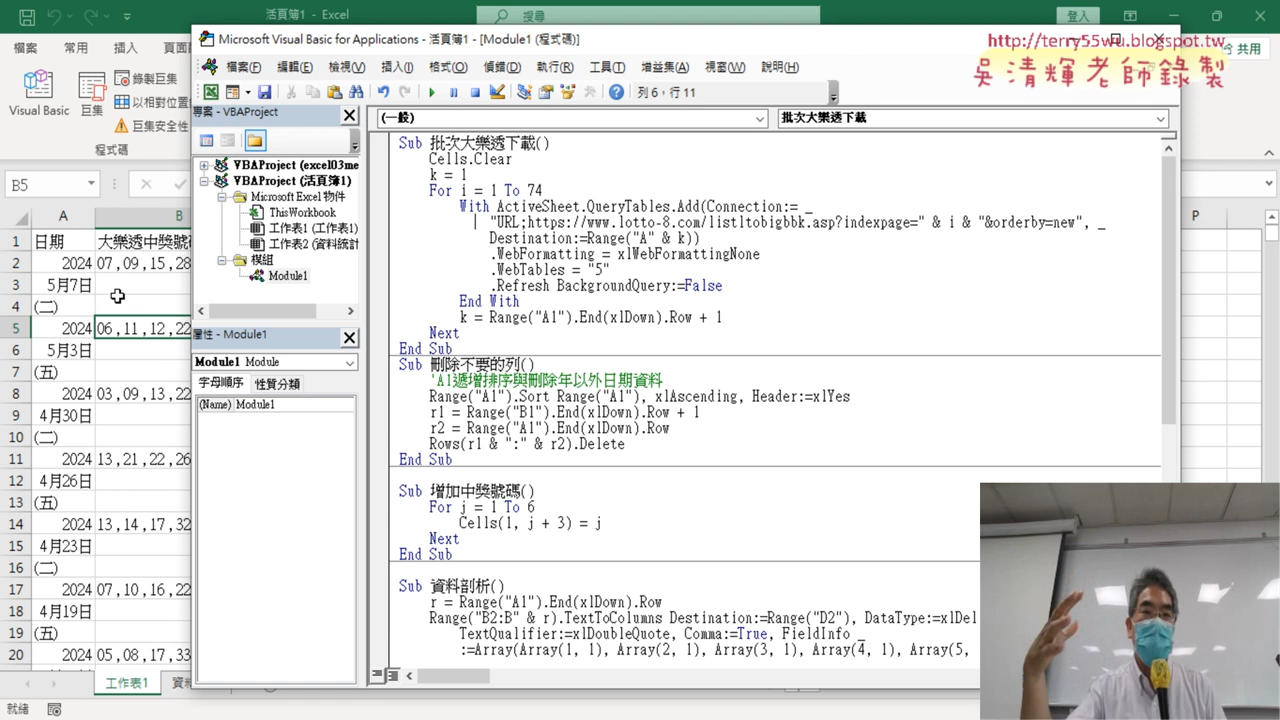 活頁簿1 - Excel
搜尋
登入
檔案 常用 插入 頁面
共用
Visual Basic
巨集
錄製巨集
以相對位置
巨集安全性
程式碼
http://terry55wu.blogspot.tw
吳清輝老師錄製
Microsoft Visual Basic for Applications - 活頁簿1 - [Module1 (程式碼)]
檔案(F) 編輯(E) 檢視(V) 插入(I) 格式(O) 偵錯(D) 執行(R) 工具(T) 增益集(A) 視窗(W) 說明(H)
列 6，行 11
專案 - VBAProject
VBAProject (excel03me
VBAProject (活頁簿1)
Microsoft Excel 物件
ThisWorkbook
工作表1 (工作表1)
工作表2 (資料統計
模組
Module1
屬性 - Module1
Module1 Module
字母順序 性質分類
(Name) Module1
(一般)
批次大樂透下載
Sub 批次大樂透下載()
Cells.Clear
k = 1
For i = 1 To 74
With ActiveSheet.QueryTables.Add(Connection:= _
"URL;https://www.lotto-8.com/listltobigbbk.asp?indexpage=" & i & "&orderby=new", _
Destination:=Range("A" & k))
.WebFormatting = xlWebFormattingNone
.WebTables = "5"
.Refresh BackgroundQuery:=False
End With
k = Range("A1").End(xlDown).Row + 1
Next
End Sub
Sub 刪除不要的列()
'A1遞增排序與刪除年以外日期資料
Range("A1").Sort Range("A1"), xlAscending, Header:=xlYes
r1 = Range("B1").End(xlDown).Row + 1
r2 = Range("A1").End(xlDown).Row
Rows(r1 & ":" & r2).Delete
End Sub
Sub 增加中獎號碼()
For j = 1 To 6
Cells(1, j + 3) = j
Next
End Sub
Sub 資料剖析()
r = Range("A1").End(xlDown).Row
Range("B2:B" & r).TextToColumns Destination:=Range("D2"), DataType:=xlDel
TextQualifier:=xlDoubleQuote, Comma:=True, FieldInfo _
:=Array(Array(1, 1), Array(2, 1), Array(3, 1), Array(4, 1), Array(5,
B5
A B P
1 日期 大樂透中獎號
2 2024 07,09,15,28
3 5月7日
4 (二)
5 2024 06,11,12,22
6 5月3日
7 (五)
8 2024 03,09,13,22
9 4月30日
10 (二)
11 2024 13,21,22,26
12 4月26日
13 (五)
14 2024 13,14,17,32
15 4月23日
16 (二)
17 2024 07,10,16,22
18 4月19日
19 (五)
20 2024 05,08,17,33
工作表1
就緒